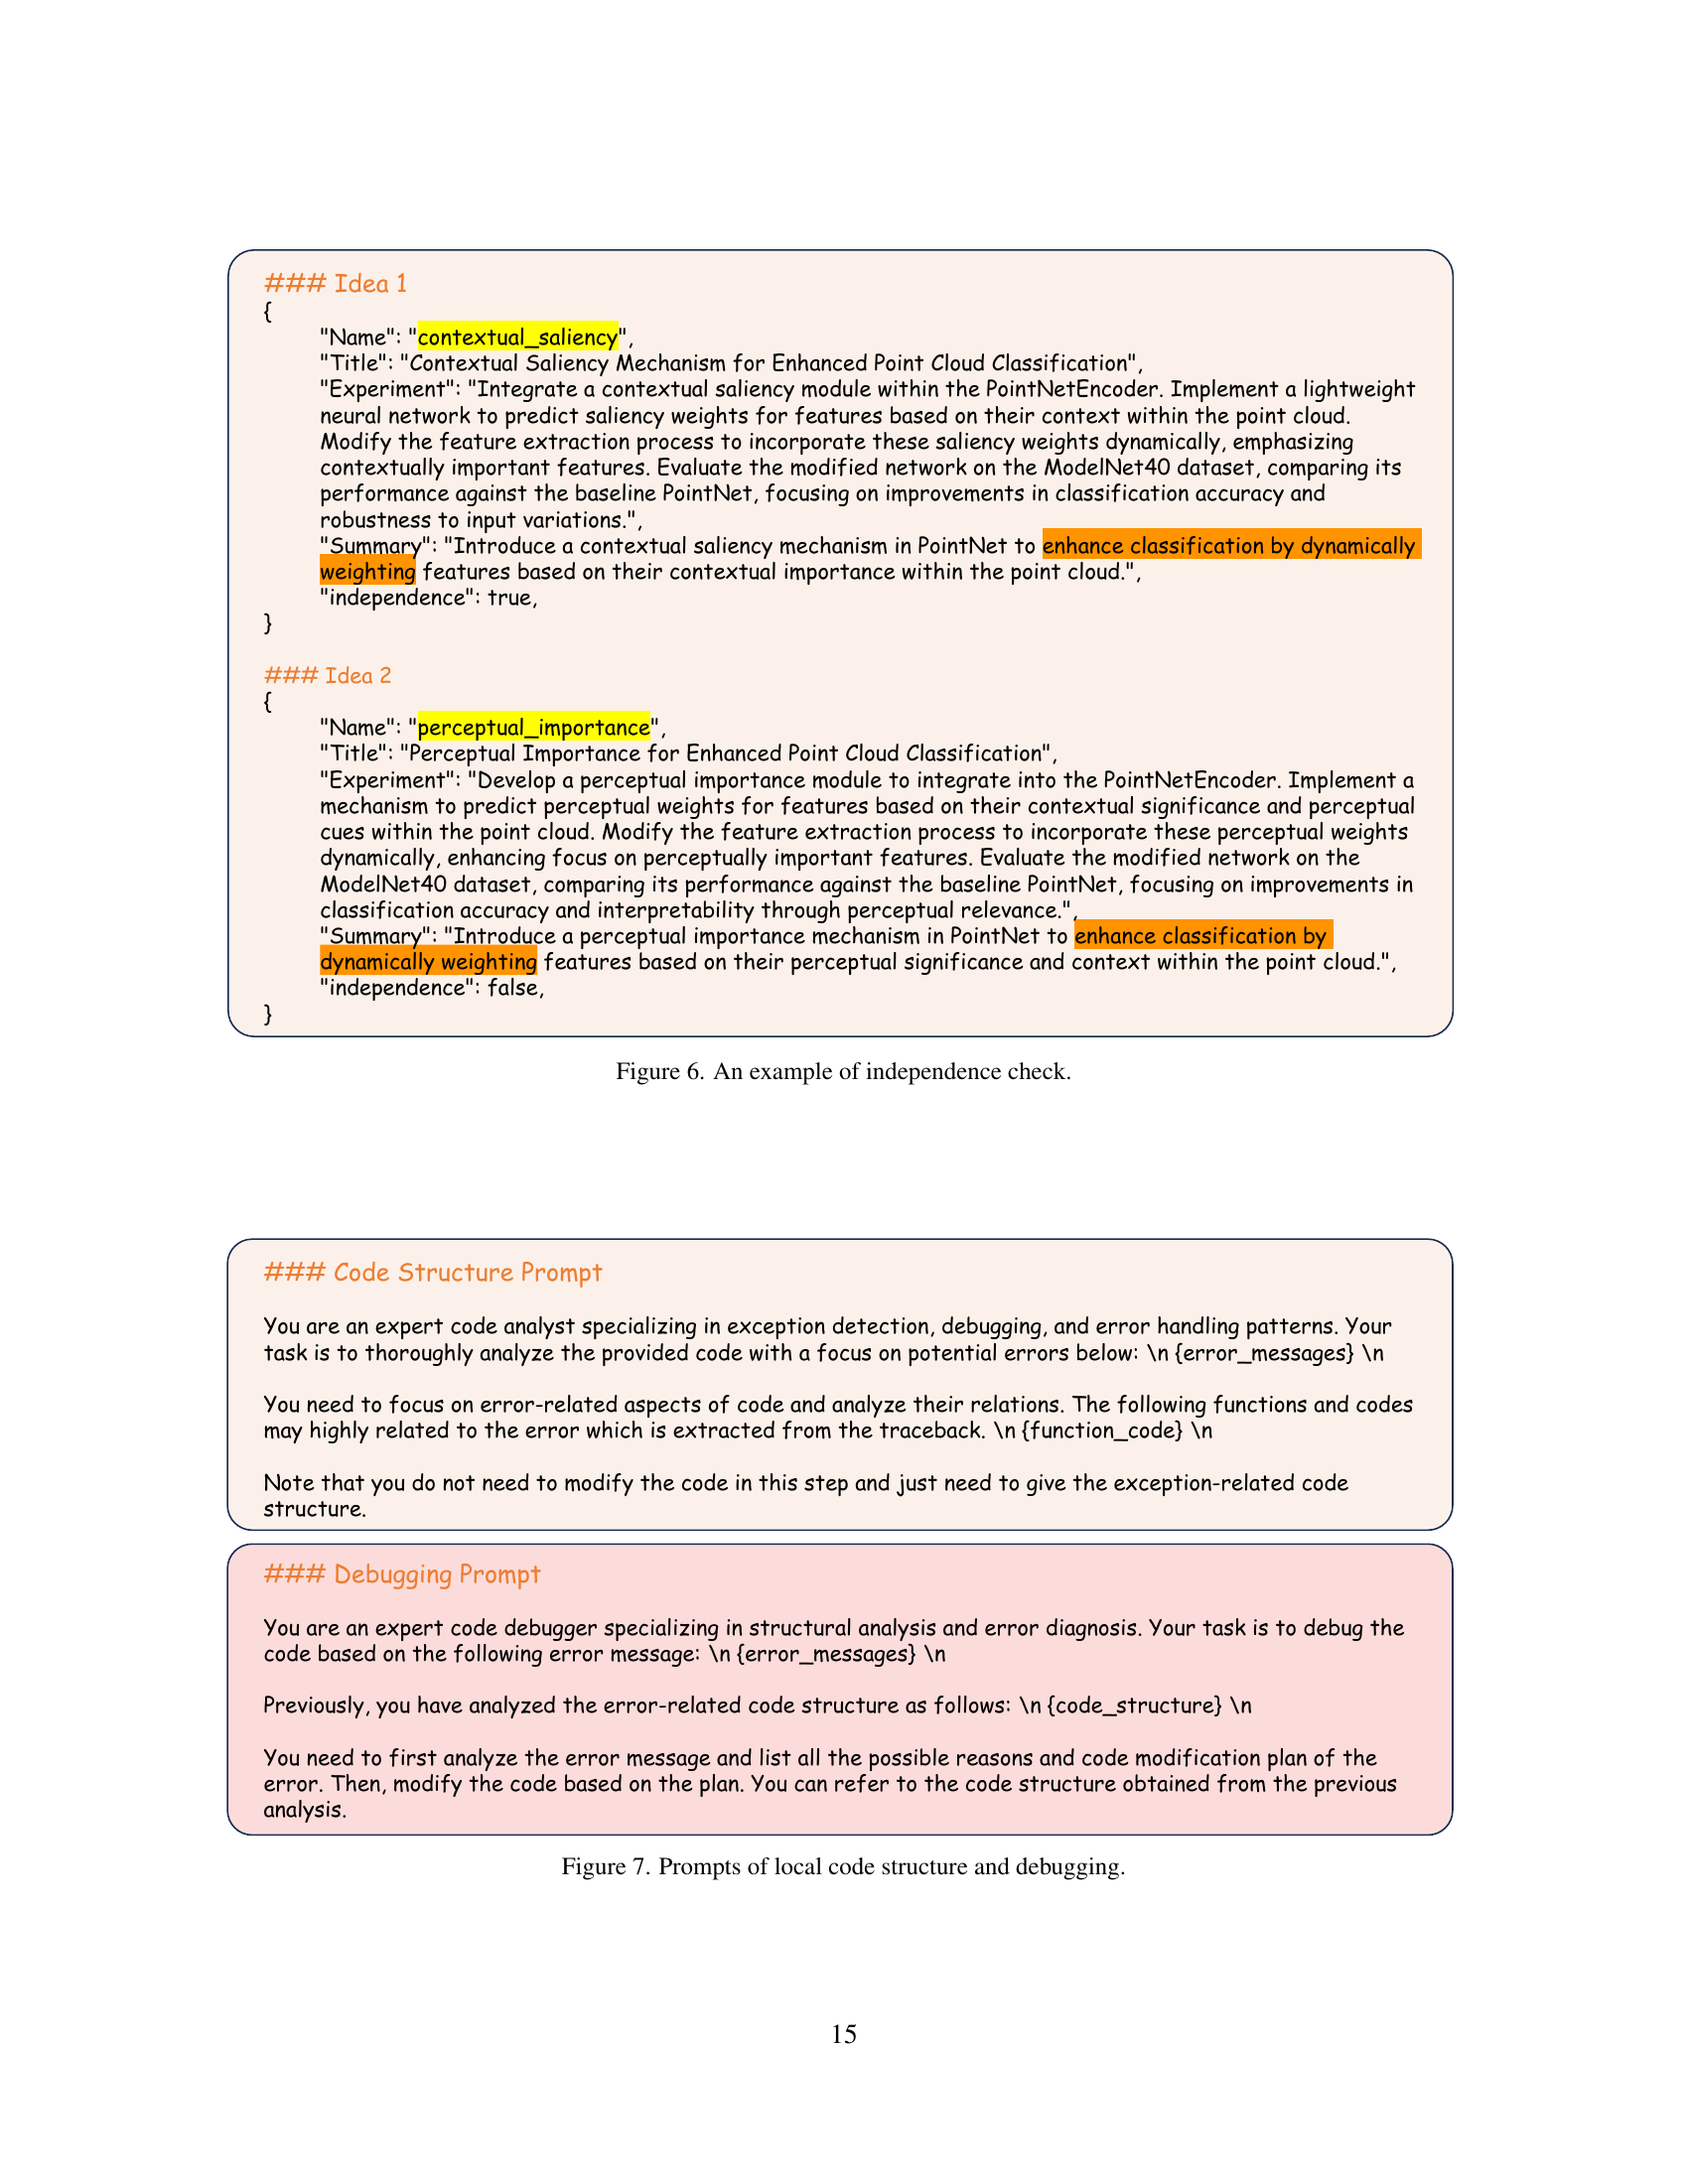 ### Idea 1
{
"Name": "contextual_saliency",
"Title": "Contextual Saliency Mechanism for Enhanced Point Cloud Classification",
"Experiment": "Integrate a contextual saliency module within the PointNetEncoder. Implement a lightweight
neural network to predict saliency weights for features based on their context within the point cloud.
Modify the feature extraction process to incorporate these saliency weights dynamically, emphasizing
contextually important features. Evaluate the modified network on the ModelNet40 dataset, comparing its
performance against the baseline PointNet, focusing on improvements in classification accuracy and
robustness to input variations.",
"Summary": "Introduce a contextual saliency mechanism in PointNet to enhance classification by dynamically
weighting features based on their contextual importance within the point cloud.",
"independence": true,
}
### Idea 2
{
"Name": "perceptual_importance",
"Title": "Perceptual Importance for Enhanced Point Cloud Classification",
"Experiment": "Develop a perceptual importance module to integrate into the PointNetEncoder. Implement a
mechanism to predict perceptual weights for features based on their contextual significance and perceptual
cues within the point cloud. Modify the feature extraction process to incorporate these perceptual weights
dynamically, enhancing focus on perceptually important features. Evaluate the modified network on the
ModelNet40 dataset, comparing its performance against the baseline PointNet, focusing on improvements in
classification accuracy and interpretability through perceptual relevance.",
"Summary": "Introduce a perceptual importance mechanism in PointNet to enhance classification by
dynamically weighting features based on their perceptual significance and context within the point cloud.",
"independence": false,
}
Figure 6. An example of independence check.
### Code Structure Prompt
You are an expert code analyst specializing in exception detection, debugging, and error handling patterns. Your
task is to thoroughly analyze the provided code with a focus on potential errors below: \n {error_messages} \n
You need to focus on error-related aspects of code and analyze their relations. The following functions and codes
may highly related to the error which is extracted from the traceback. \n {function_code} \n
Note that you do not need to modify the code in this step and just need to give the exception-related code
structure.
### Debugging Prompt
You are an expert code debugger specializing in structural analysis and error diagnosis. Your task is to debug the
code based on the following error message: \n {error_messages} \n
Previously, you have analyzed the error-related code structure as follows: \n {code_structure} \n
You need to first analyze the error message and list all the possible reasons and code modification plan of the
error. Then, modify the code based on the plan. You can refer to the code structure obtained from the previous
analysis.
Figure 7. Prompts of local code structure and debugging.
15